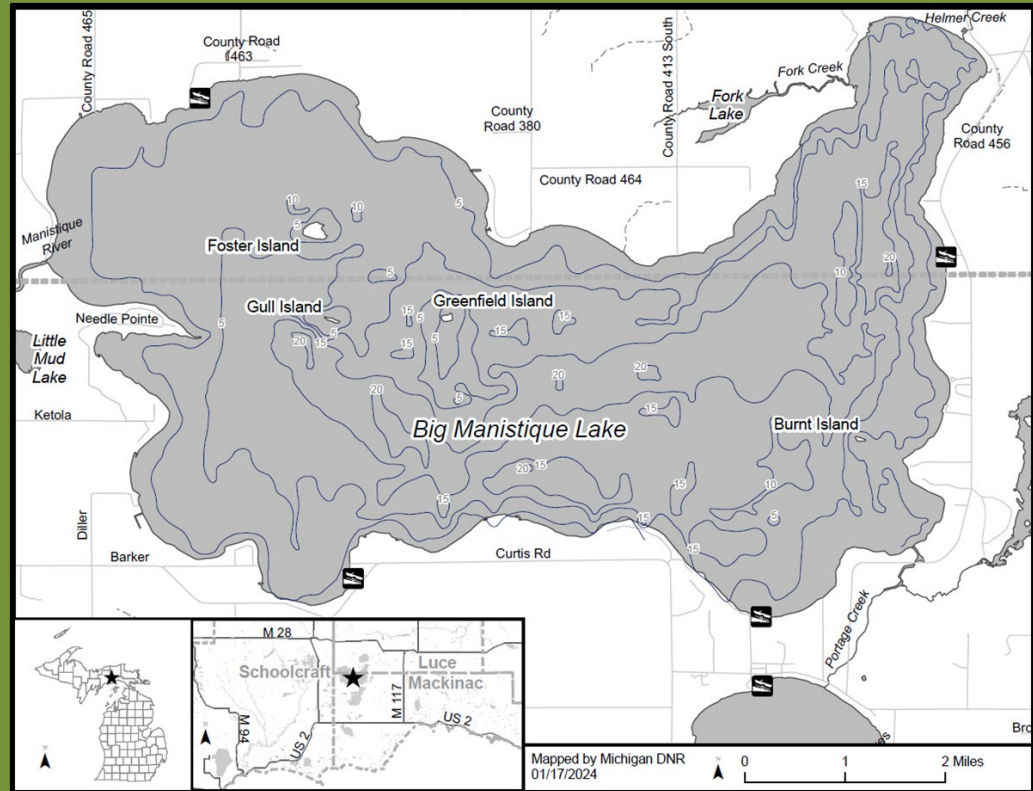 County Road 465
County Road
463
Helmer Creek
Fork Creek
Fork
Lake
County Road 413 South
County
Road 380
County
Road 456
County Road 464
15
10
5
10
5
5
Manistique
River
Foster Island
20
5
10
Gull Island
Greenfield Island
5
Needle Pointe
15
5
15
15
5
5
20
15
Little
Mud
Lake
20
20
20
5
15
Ketola
Big Manistique Lake
Burnt Island
20
15
15
10
15
5
15
Diller
15
Barker
Curtis Rd
Portage Creek
M 28
Schoolcraft
Luce
Mackinac
M 117
M 94
US 2
US 2
N
N
Bro
Mapped by Michigan DNR
01/17/2024
N
0 1 2 Miles